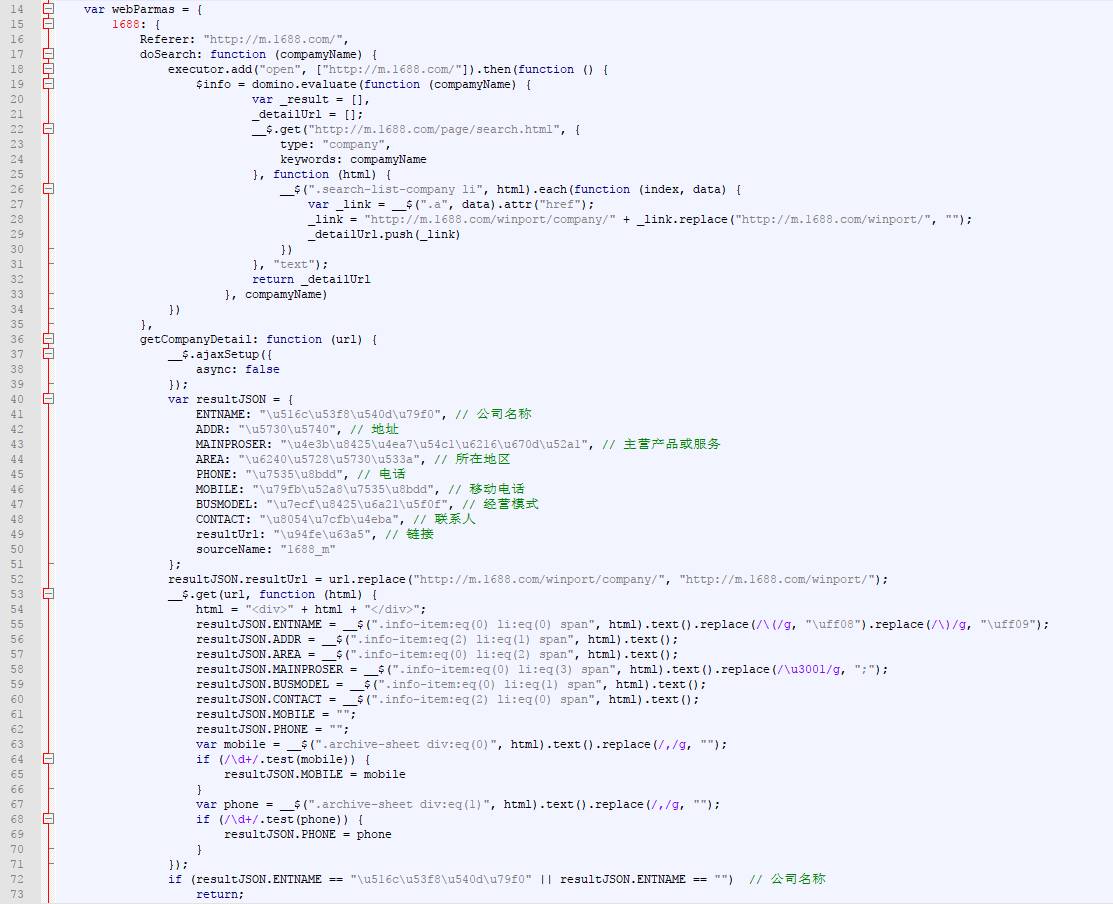 14 var webParmas = {
15 1688: {
16 Referer: "http://m.1688.com/",
17 doSearch: function (compamyName) {
18 executor.add("open", ["http://m.1688.com/"]).then(function () {
19 $info = domino.evaluate(function (compamyName) {
20 var _result = [],
21 _detailUrl = [];
22 __$.get("http://m.1688.com/page/search.html", {
23 type: "company",
24 keywords: compamyName
25 }, function (html) {
26 __$(".search-list-company li", html).each(function (index, data) {
27 var _link = __$(".a", data).attr("href");
28 _link = "http://m.1688.com/winport/company/" + _link.replace("http://m.1688.com/winport/", "");
29 _detailUrl.push(_link)
30 })
31 }, "text");
32 return _detailUrl
33 }, compamyName)
34 })
35 },
36 getCompanyDetail: function (url) {
37 __$.ajaxSetup({
38 async: false
39 });
40 var resultJSON = {
41 ENTNAME: "\u516c\u53f8\u540d\u79f0", // 公司名称
42 ADDR: "\u5730\u5740", // 地址
43 MAINPROSER: "\u4e3b\u8425\u4ea7\u54c1\u6216\u670d\u52a1", // 主营产品或服务
44 AREA: "\u6240\u5728\u5730\u533a", // 所在地区
45 PHONE: "\u7535\u8bdd", // 电话
46 MOBILE: "\u79fb\u52a8\u7535\u8bdd", // 移动电话
47 BUSMODEL: "\u7ecf\u8425\u6a21\u5f0f", // 经营模式
48 CONTACT: "\u8054\u7cfb\u4eba", // 联系人
49 resultUrl: "\u94fe\u63a5", // 链接
50 sourceName: "1688_m"
51 };
52 resultJSON.resultUrl = url.replace("http://m.1688.com/winport/company/", "http://m.1688.com/winport/");
53 __$.get(url, function (html) {
54 html = "<div>" + html + "</div>";
55 resultJSON.ENTNAME = __$(".info-item:eq(0) li:eq(0) span", html).text().replace(/\(/g, "\uff08").replace(/\)/g, "\uff09");
56 resultJSON.ADDR = __$(".info-item:eq(2) li:eq(1) span", html).text();
57 resultJSON.AREA = __$(".info-item:eq(0) li:eq(2) span", html).text();
58 resultJSON.MAINPROSER = __$(".info-item:eq(0) li:eq(3) span", html).text().replace(/\u3001/g, ";");
59 resultJSON.BUSMODEL = __$(".info-item:eq(0) li:eq(1) span", html).text();
60 resultJSON.CONTACT = __$(".info-item:eq(2) li:eq(0) span", html).text();
61 resultJSON.MOBILE = "";
62 resultJSON.PHONE = "";
63 var mobile = __$(".archive-sheet div:eq(0)", html).text().replace(/,/g, "");
64 if (/\d+/.test(mobile)) {
65 resultJSON.MOBILE = mobile
66 }
67 var phone = __$(".archive-sheet div:eq(1)", html).text().replace(/,/g, "");
68 if (/\d+/.test(phone)) {
69 resultJSON.PHONE = phone
70 }
71 });
72 if (resultJSON.ENTNAME == "\u516c\u53f8\u540d\u79f0" || resultJSON.ENTNAME == "") // 公司名称
73 return;